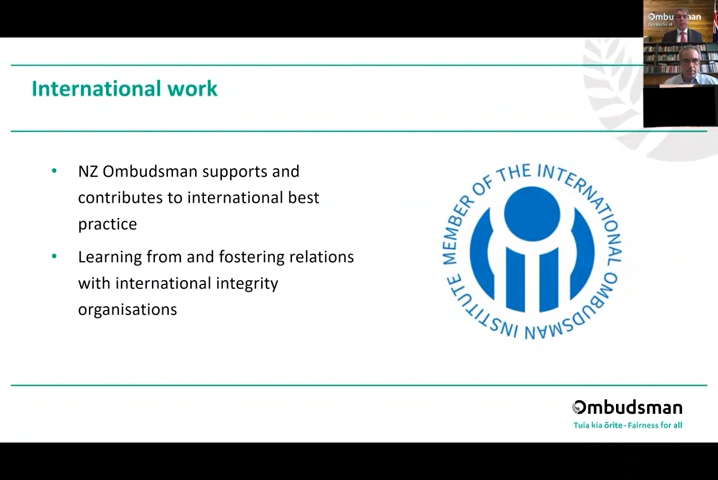 Ombudsman
International work
NZ Ombudsman supports and
contributes to international best
practice
Learning from and fostering relations
with international integrity
organisations
MEMBER OF THE INTERNATIONAL OMBUDSMAN INSTITUTE
Ombudsman
Tuia kia ōrite - Fairness for all